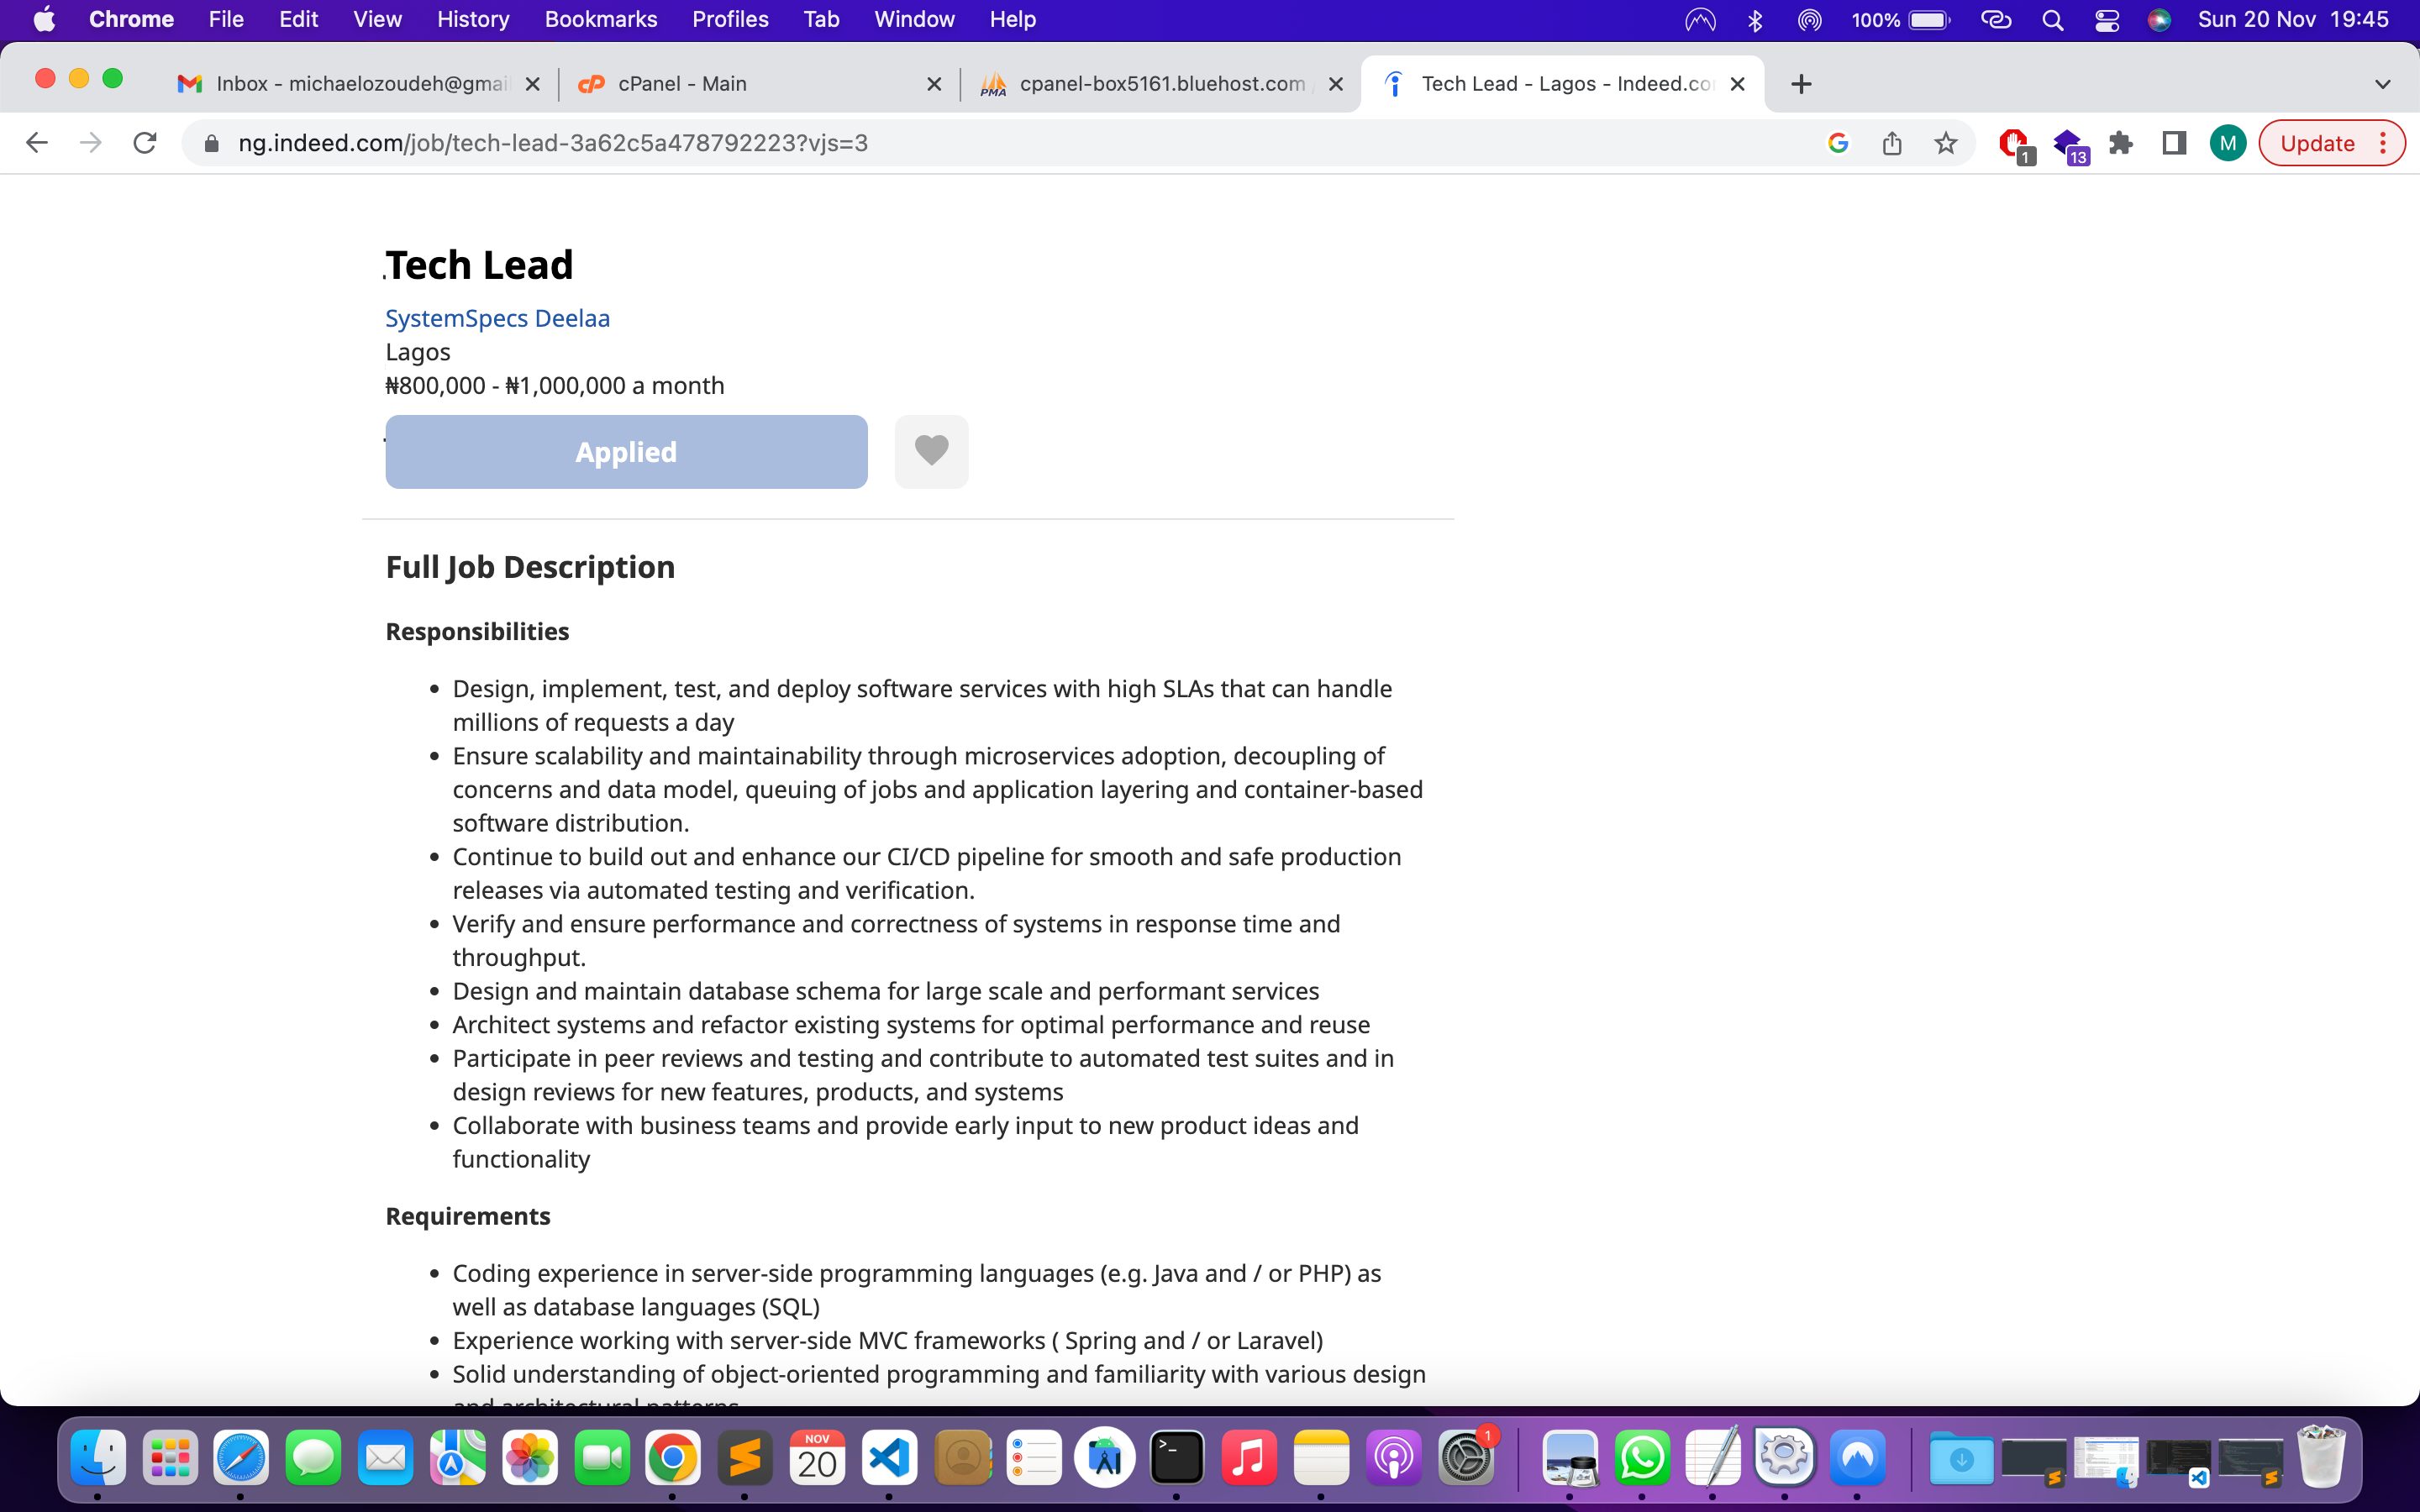 Chrome File Edit View History Bookmarks Profiles Tab Window Help 100% Sun 20 Nov 19:45
Inbox - michaelozoudeh@gmai cPanel - Main cpanel-box5161.bluehost.com Tech Lead - Lagos - Indeed.co
ng.indeed.com/job/tech-lead-3a62c5a478792223?vjs=3 1 13 M Update
Tech Lead
SystemSpecs Deelaa
Lagos
₦800,000 - ₦1,000,000 a month
Applied
Full Job Description
Responsibilities
• Design, implement, test, and deploy software services with high SLAs that can handle
millions of requests a day
• Ensure scalability and maintainability through microservices adoption, decoupling of
concerns and data model, queuing of jobs and application layering and container-based
software distribution.
• Continue to build out and enhance our CI/CD pipeline for smooth and safe production
releases via automated testing and verification.
• Verify and ensure performance and correctness of systems in response time and
throughput.
• Design and maintain database schema for large scale and performant services
• Architect systems and refactor existing systems for optimal performance and reuse
• Participate in peer reviews and testing and contribute to automated test suites and in
design reviews for new features, products, and systems
• Collaborate with business teams and provide early input to new product ideas and
functionality
Requirements
• Coding experience in server-side programming languages (e.g. Java and / or PHP) as
well as database languages (SQL)
• Experience working with server-side MVC frameworks ( Spring and / or Laravel)
• Solid understanding of object-oriented programming and familiarity with various design
and architectural patterns
NOV
20
1